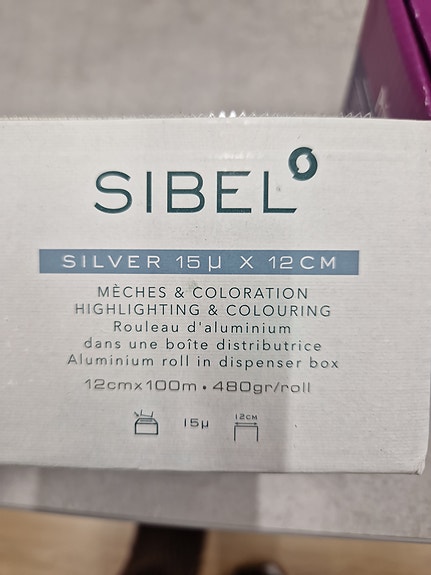 SIBEL
SILVER 15µ X 12CM
MÈCHES & COLORATION
HIGHLIGHTING & COLOURING
Rouleau d'aluminium
dans une boîte distributrice
Aluminium roll in dispenser box
12cmx100m • 480gr/roll
15µ 12CM